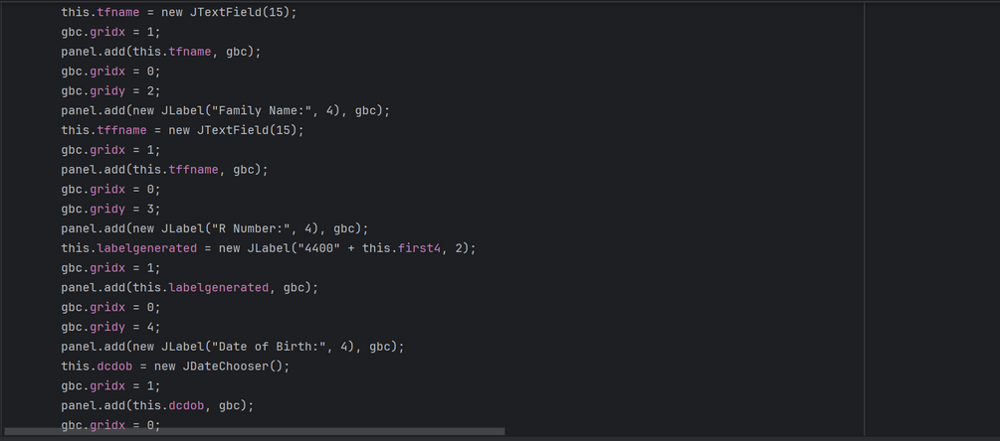 this.tfname = new JTextField(15);
gbc.gridx = 1;
panel.add(this.tfname, gbc);
gbc.gridx = 0;
gbc.gridy = 2;
panel.add(new JLabel("Family Name:", 4), gbc);
this.tffname = new JTextField(15);
gbc.gridx = 1;
panel.add(this.tffname, gbc);
gbc.gridx = 0;
gbc.gridy = 3;
panel.add(new JLabel("R Number:", 4), gbc);
this.labelgenerated = new JLabel("4400" + this.first4, 2);
gbc.gridx = 1;
panel.add(this.labelgenerated, gbc);
gbc.gridx = 0;
gbc.gridy = 4;
panel.add(new JLabel("Date of Birth:", 4), gbc);
this.dcdob = new JDateChooser();
gbc.gridx = 1;
panel.add(this.dcdob, gbc);
gbc.gridx = 0;